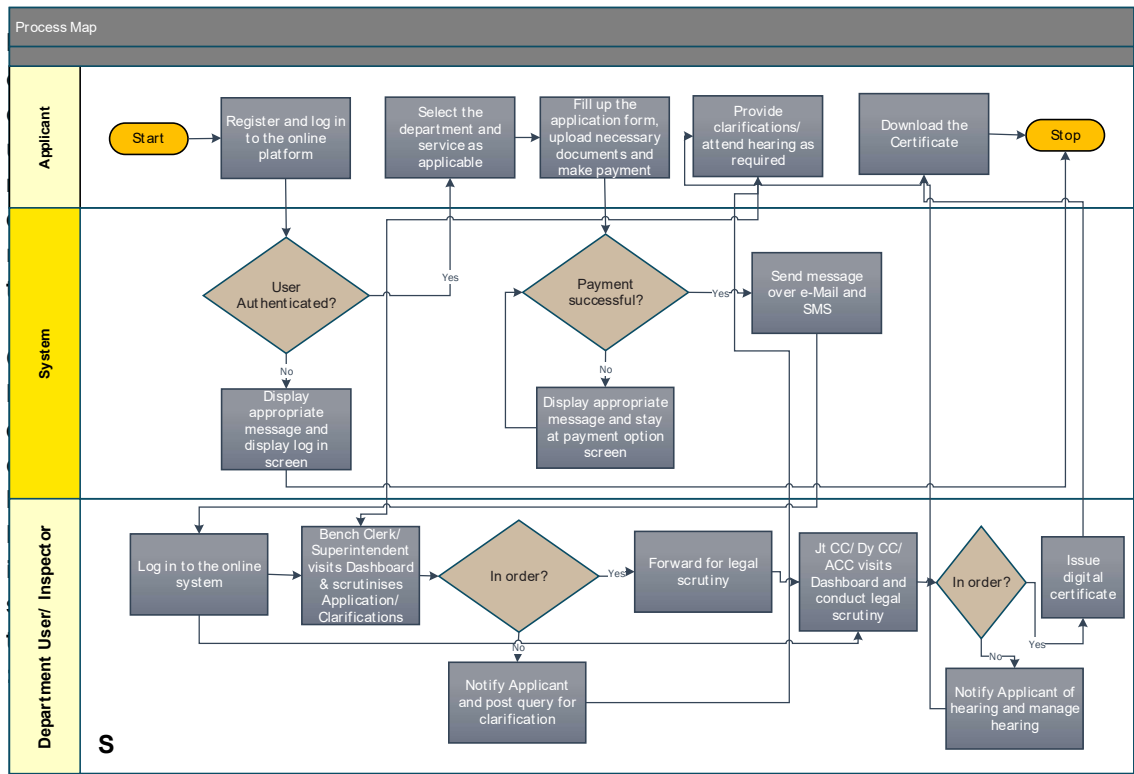 Process Map
Applicant
Start
Register and log in
to the online
platform
Select the
department and
service as
applicable
Fill up the
application form,
upload necessary
documents and
make payment
Provide
clarifications/
attend hearing as
required
Download the
Certificate
Stop
System
User
Authenticated?
Yes
No
Display
appropriate
message and
display log in
screen
Payment
successful?
Yes
No
Display appropriate
message and stay
at payment option
screen
Send message
over e-Mail and
SMS
Department User/ Inspector
Log in to the online
system
Bench Clerk/
Superintendent
visits Dashboard
& scrutinises
Application/
Clarifications
In order?
Yes
No
Forward for legal
scrutiny
Notify Applicant
and post query for
clarification
Jt CC/ Dy CC/
ACC visits
Dashboard and
conduct legal
scrutiny
In order?
Yes
No
Issue
digital
certificate
Notify Applicant of
hearing and manage
hearing
S